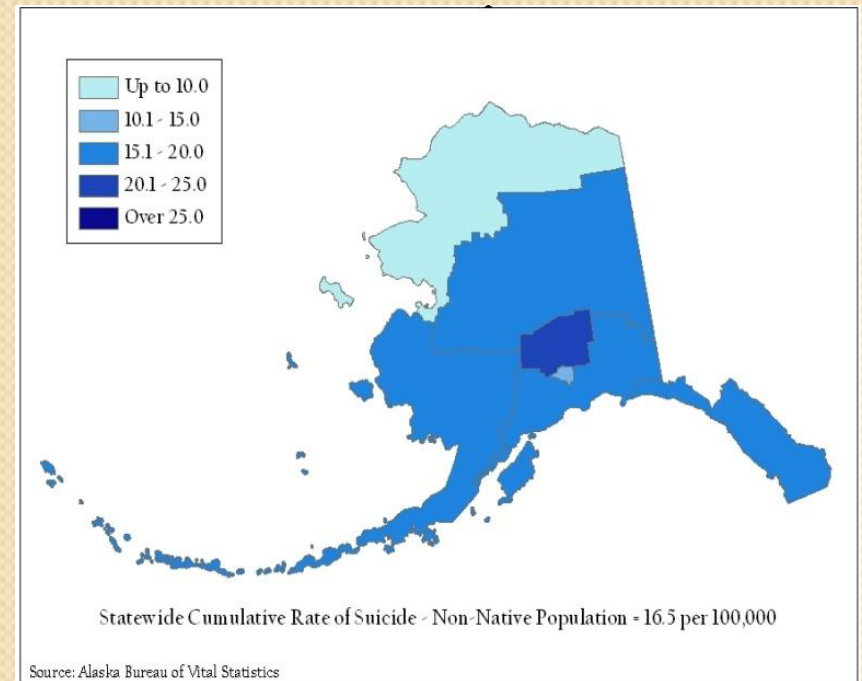 Up to 10.0
10.1 - 15.0
15.1 - 20.0
20.1 - 25.0
Over 25.0
Statewide Cumulative Rate of Suicide - Non-Native Population = 16.5 per 100,000
Source: Alaska Bureau of Vital Statistics